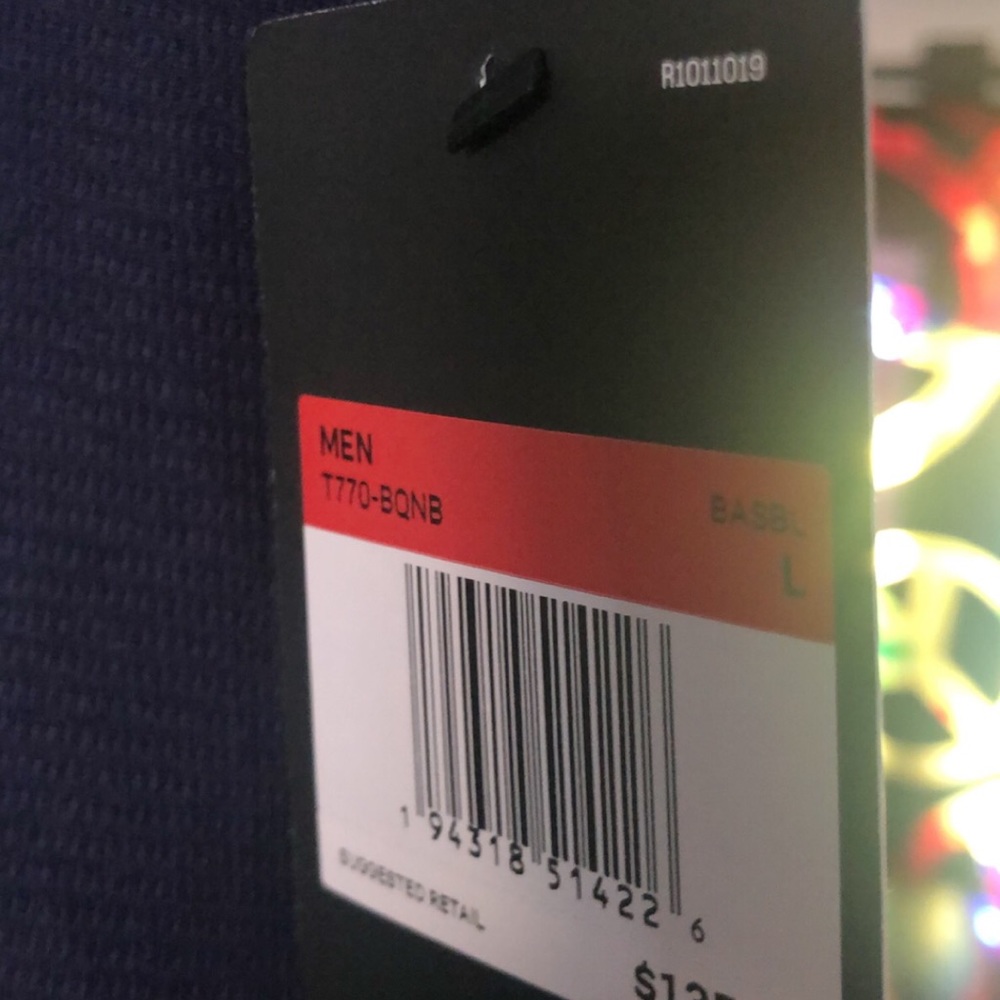 R1011019
MEN
T770-BQNB
BASBL
L
1 94318 51422 6
SUGGESTED RETAIL